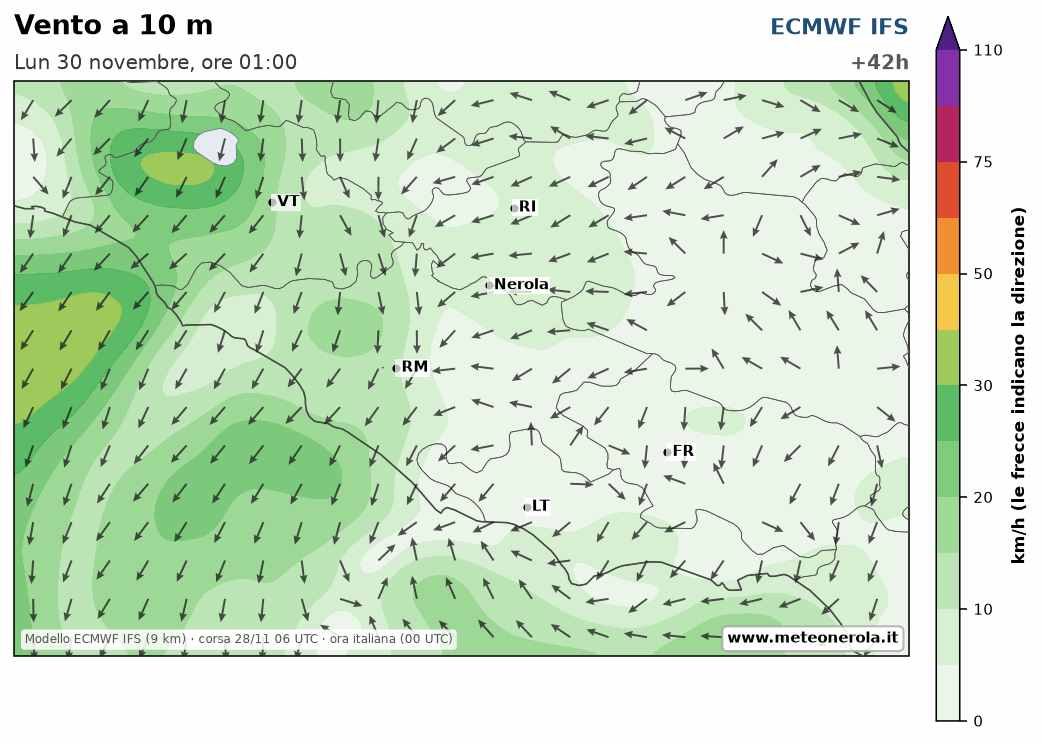 Vento a 10 m
ECMWF IFS
Lun 30 novembre, ore 01:00
+42h
110
75
50
30
20
10
0
km/h (le frecce indicano la direzione)
VT
RI
Nerola
RM
FR
LT
Modello ECMWF IFS (9 km) · corsa 28/11 06 UTC · ora italiana (00 UTC)
www.meteonerola.it